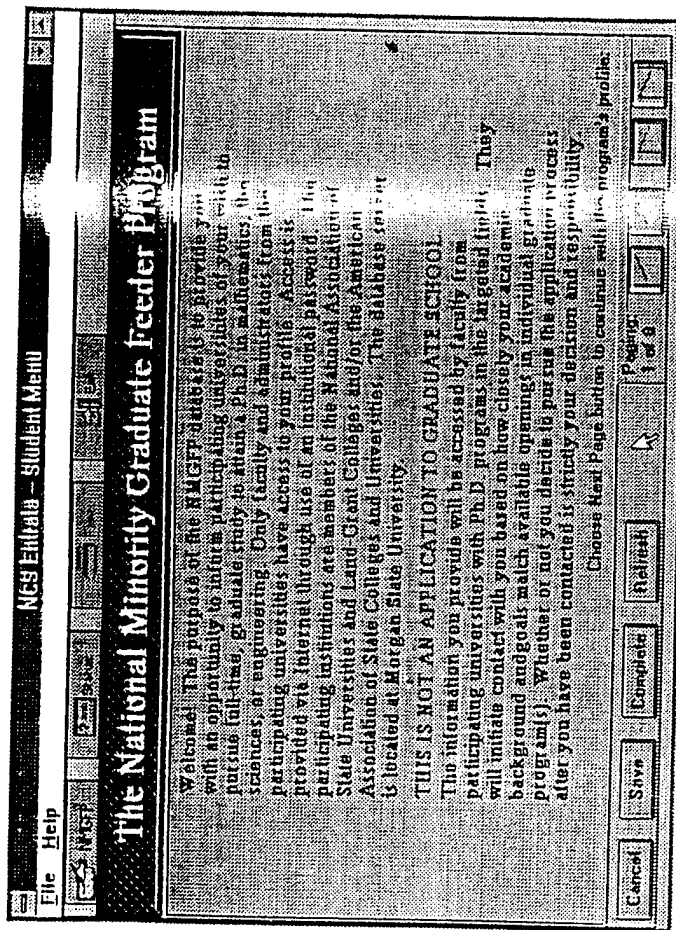 NCS Entrata – Student Menu
File Help
NMGFP
The National Minority Graduate Feeder Program
Welcome! The purpose of the NMGFP database is to provide you
with an opportunity to inform participating universities of your wish to
pursue full-time, graduate study to attain a Ph.D. in mathematics, the
sciences, or engineering. Only faculty and administrators from the
participating universities have access to your profile. Access is
provided via Internet through use of an institutional password. The
participating institutions are members of the National Association of
State Universities and Land-Grant Colleges and/or the American
Association of State Colleges and Universities. The database server
is located at Morgan State University.
THIS IS NOT AN APPLICATION TO GRADUATE SCHOOL
The information you provide will be accessed by faculty from
participating universities with Ph.D. programs in the targeted fields. They
will initiate contact with you based on how closely your academic
background and goals match available openings in individual graduate
program(s). Whether or not you decide to pursue the application process
after you have been contacted is strictly your decision and responsibility.
Choose Next Page button to continue with the program's profile:
Cancel Save Complete Refresh Paging:
1 of 8